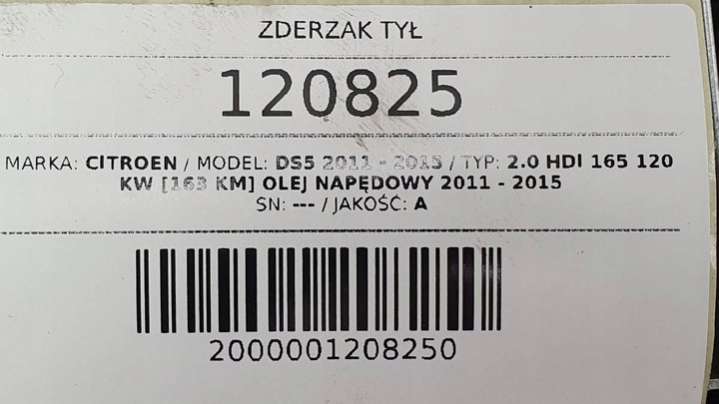 ZDERZAK TYŁ
120825
MARKA: CITROEN / MODEL: DS5 2011 - 2015 / TYP: 2.0 HDI 165 120
KW [163 KM] OLEJ NAPĘDOWY 2011 - 2015
SN: --- / JAKOŚĆ: A
2000001208250